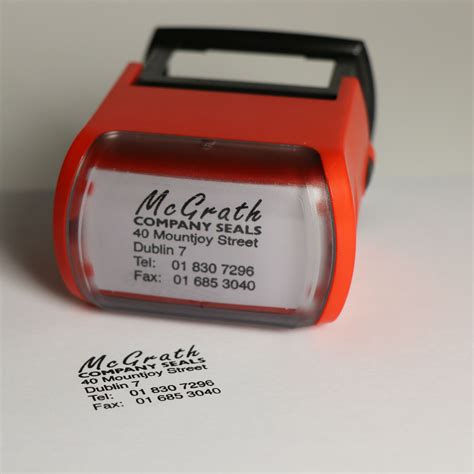 McGrath
COMPANY SEALS
40 Mountjoy Street
Dublin 7
Tel: 01 830 7296
Fax: 01 685 3040
McGrath
COMPANY SEALS
40 Mountjoy Street
Dublin 7
Tel: 01 830 7296
Fax: 01 685 3040